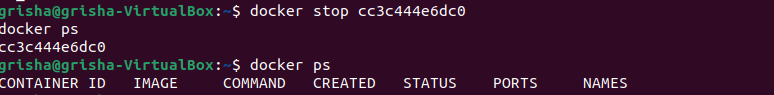 grisha@grisha-VirtualBox:~$ docker stop cc3c444e6dc0
docker ps
cc3c444e6dc0
grisha@grisha-VirtualBox:~$ docker ps
CONTAINER ID   IMAGE     COMMAND   CREATED   STATUS    PORTS     NAMES